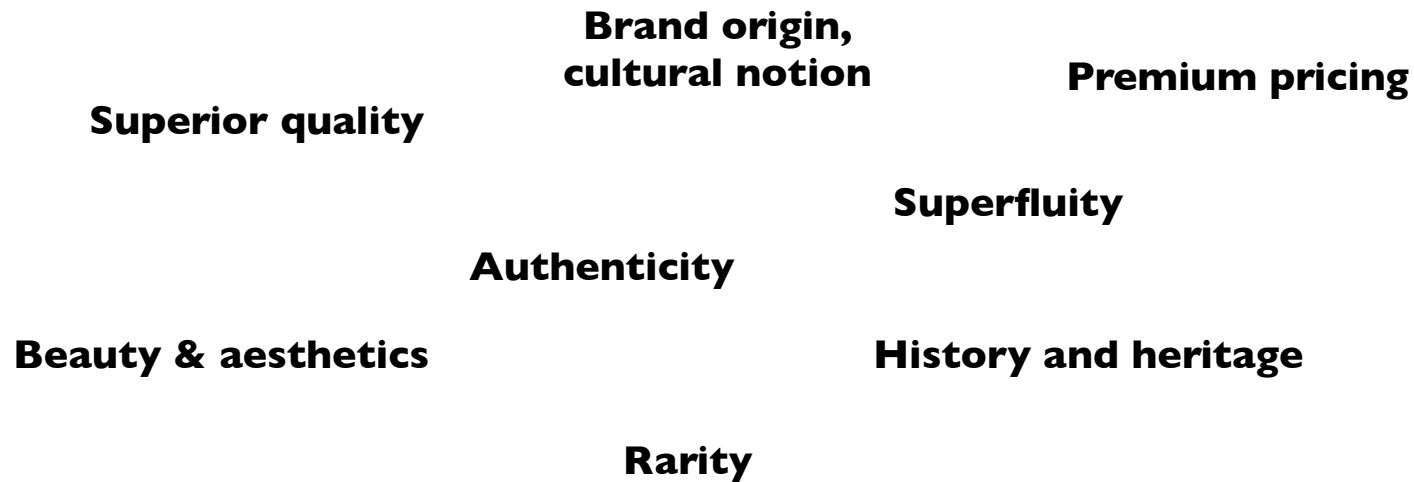 Brand origin,
cultural notion
Premium pricing
Superior quality
Superfluity
Authenticity
Beauty & aesthetics
History and heritage
Rarity